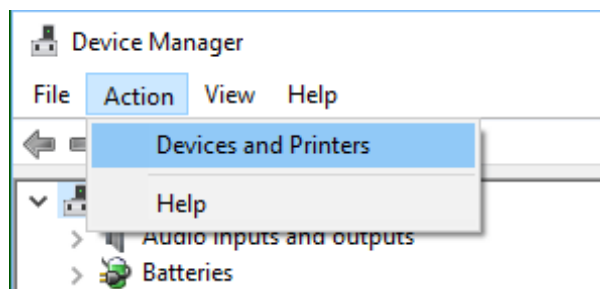 Device Manager
File Action View Help
Devices and Printers
Help
Audio inputs and outputs
Batteries